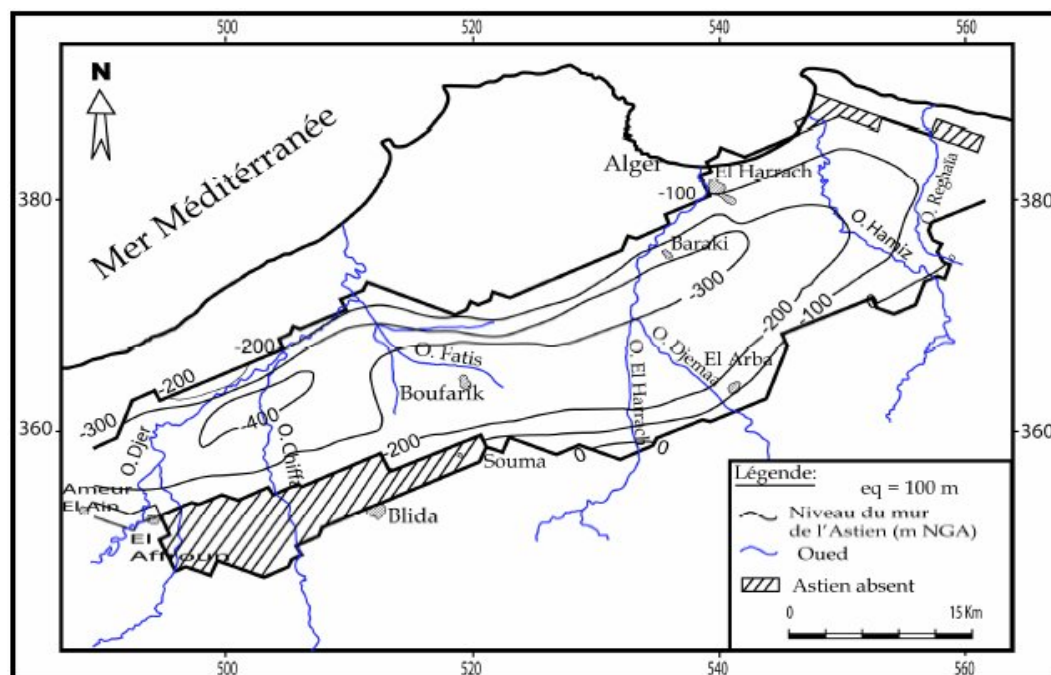 500
520
540
560
N
Mer Méditérranée
Alger
El Harrach
380
-100
380
O. Reghaïa
O. Hamiz
Baraki
-300
-200
-100
-200
O. Fatis
O. Djemaa
El Arba
-200
Boufarik
O. El Harrach
-300
-400
360
O. Djer
O. Chiffa
-200
0
0
360
Souma
Ameur
El Ain
Blida
El
Affroun
Légende:
eq = 100 m
Niveau du mur
de l'Astien (m NGA)
Oued
Astien absent
0
15 Km
500
520
540
560